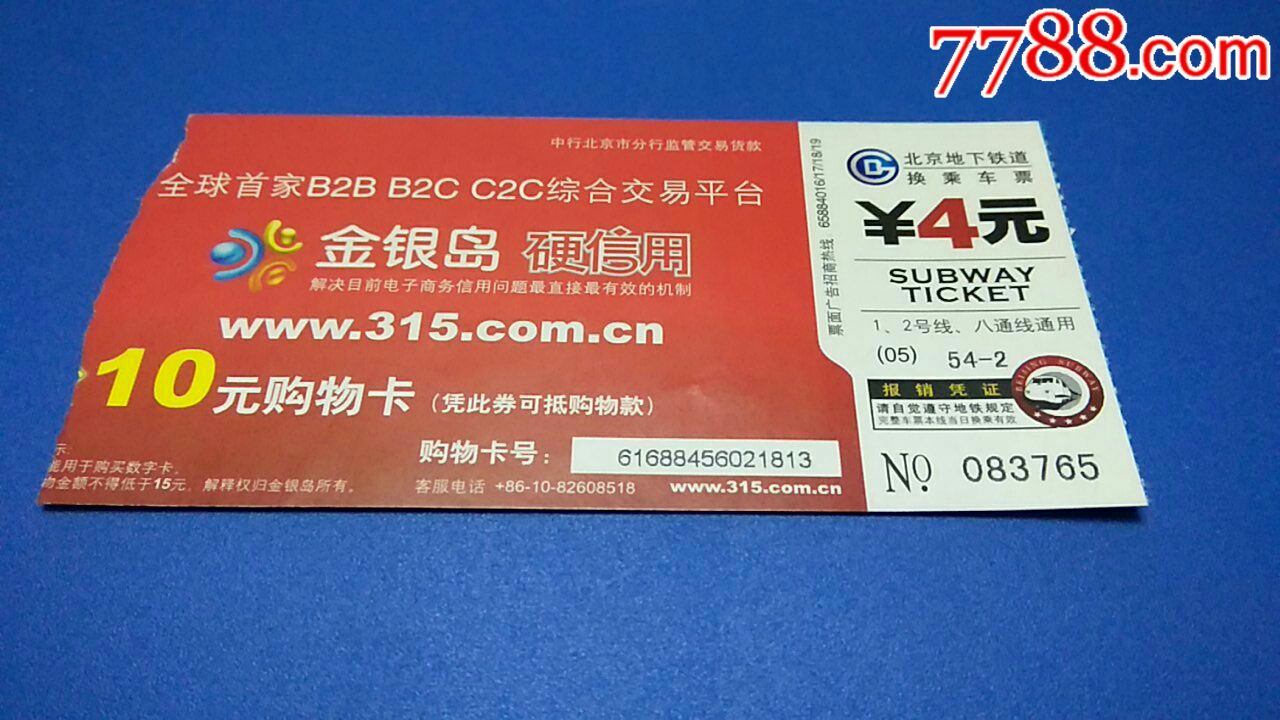 7788.com
中行北京市分行监管交易货款
全球首家B2B B2C C2C综合交易平台
金银岛 硬信用
解决目前电子商务信用问题最直接最有效的机制
www.315.com.cn
10元购物卡（凭此券可抵购物款）
购物卡号： 61688456021813
示.
用于购买数字卡。
物金额不得低于15元，解释权归金银岛所有。
客服电话 +86-10-82608518 www.315.com.cn
票面广告招商热线 65884016/17/18/19
北京地下铁道
换乘车票
¥4元
SUBWAY
TICKET
1、2号线、八通线通用
(05) 54-2
报销凭证
请自觉遵守地铁规定
完整车票本线当日换乘有效
BEIJING SUBWAY
No. 083765